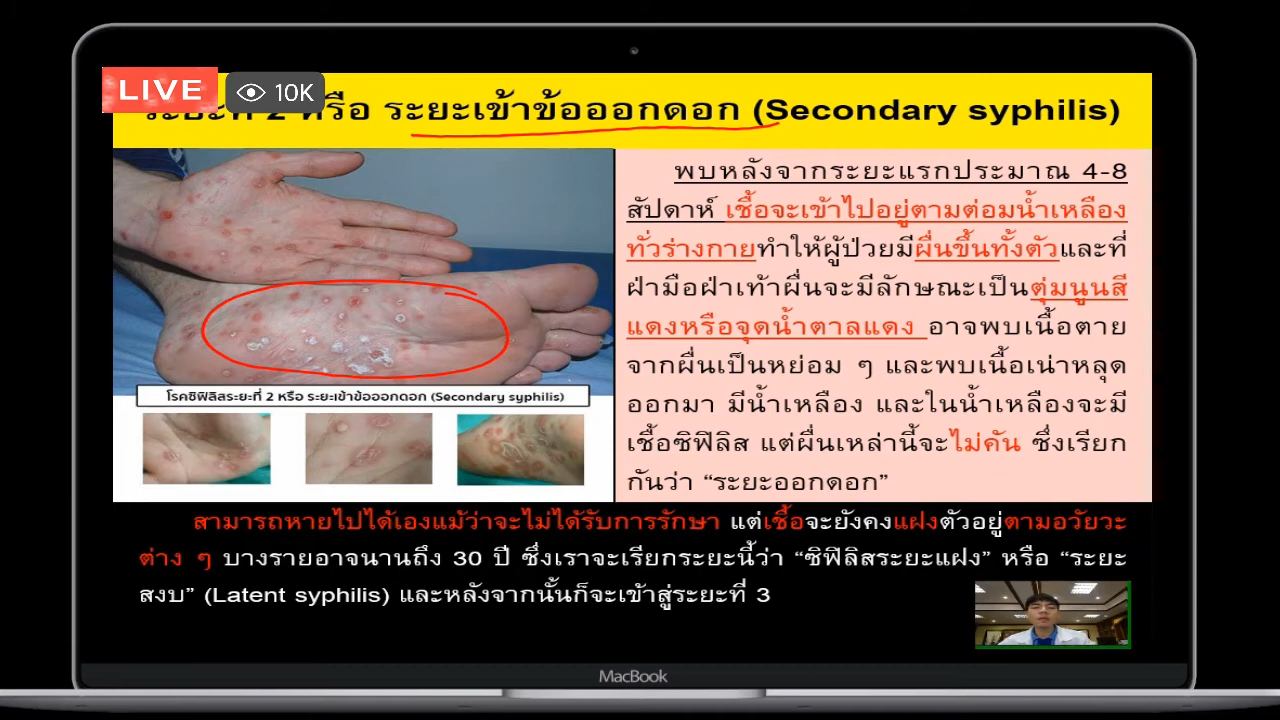 LIVE 10K
หรือ ระยะเข้าข้อออกดอก (Secondary syphilis)
พบหลังจากระยะแรกประมาณ 4-8
สัปดาห์ เชื้อจะเข้าไปอยู่ตามต่อมน้ำเหลือง
ทั่วร่างกายทำให้ผู้ป่วยมีผื่นขึ้นทั้งตัวและที่
ฝ่ามือฝ่าเท้าผื่นจะมีลักษณะเป็นตุ่มนูนสี
แดงหรือจุดน้ำตาลแดง อาจพบเนื้อตาย
จากผื่นเป็นหย่อม ๆ และพบเนื้อเน่าหลุด
ออกมา มีน้ำเหลือง และในน้ำเหลืองจะมี
เชื้อซิฟิลิส แต่ผื่นเหล่านี้จะไม่คัน ซึ่งเรียก
กันว่า “ระยะออกดอก”
โรคซิฟิลิสระยะที่ 2 หรือ ระยะเข้าข้อออกดอก (Secondary syphilis)
สามารถหายไปได้เองแม้ว่าจะไม่ได้รับการรักษา แต่เชื้อจะยังคงแฝงตัวอยู่ตามอวัยวะ
ต่าง ๆ บางรายอาจนานถึง 30 ปี ซึ่งเราจะเรียกระยะนี้ว่า “ซิฟิลิสระยะแฝง” หรือ “ระยะ
สงบ” (Latent syphilis) และหลังจากนั้นก็จะเข้าสู่ระยะที่ 3
MacBook